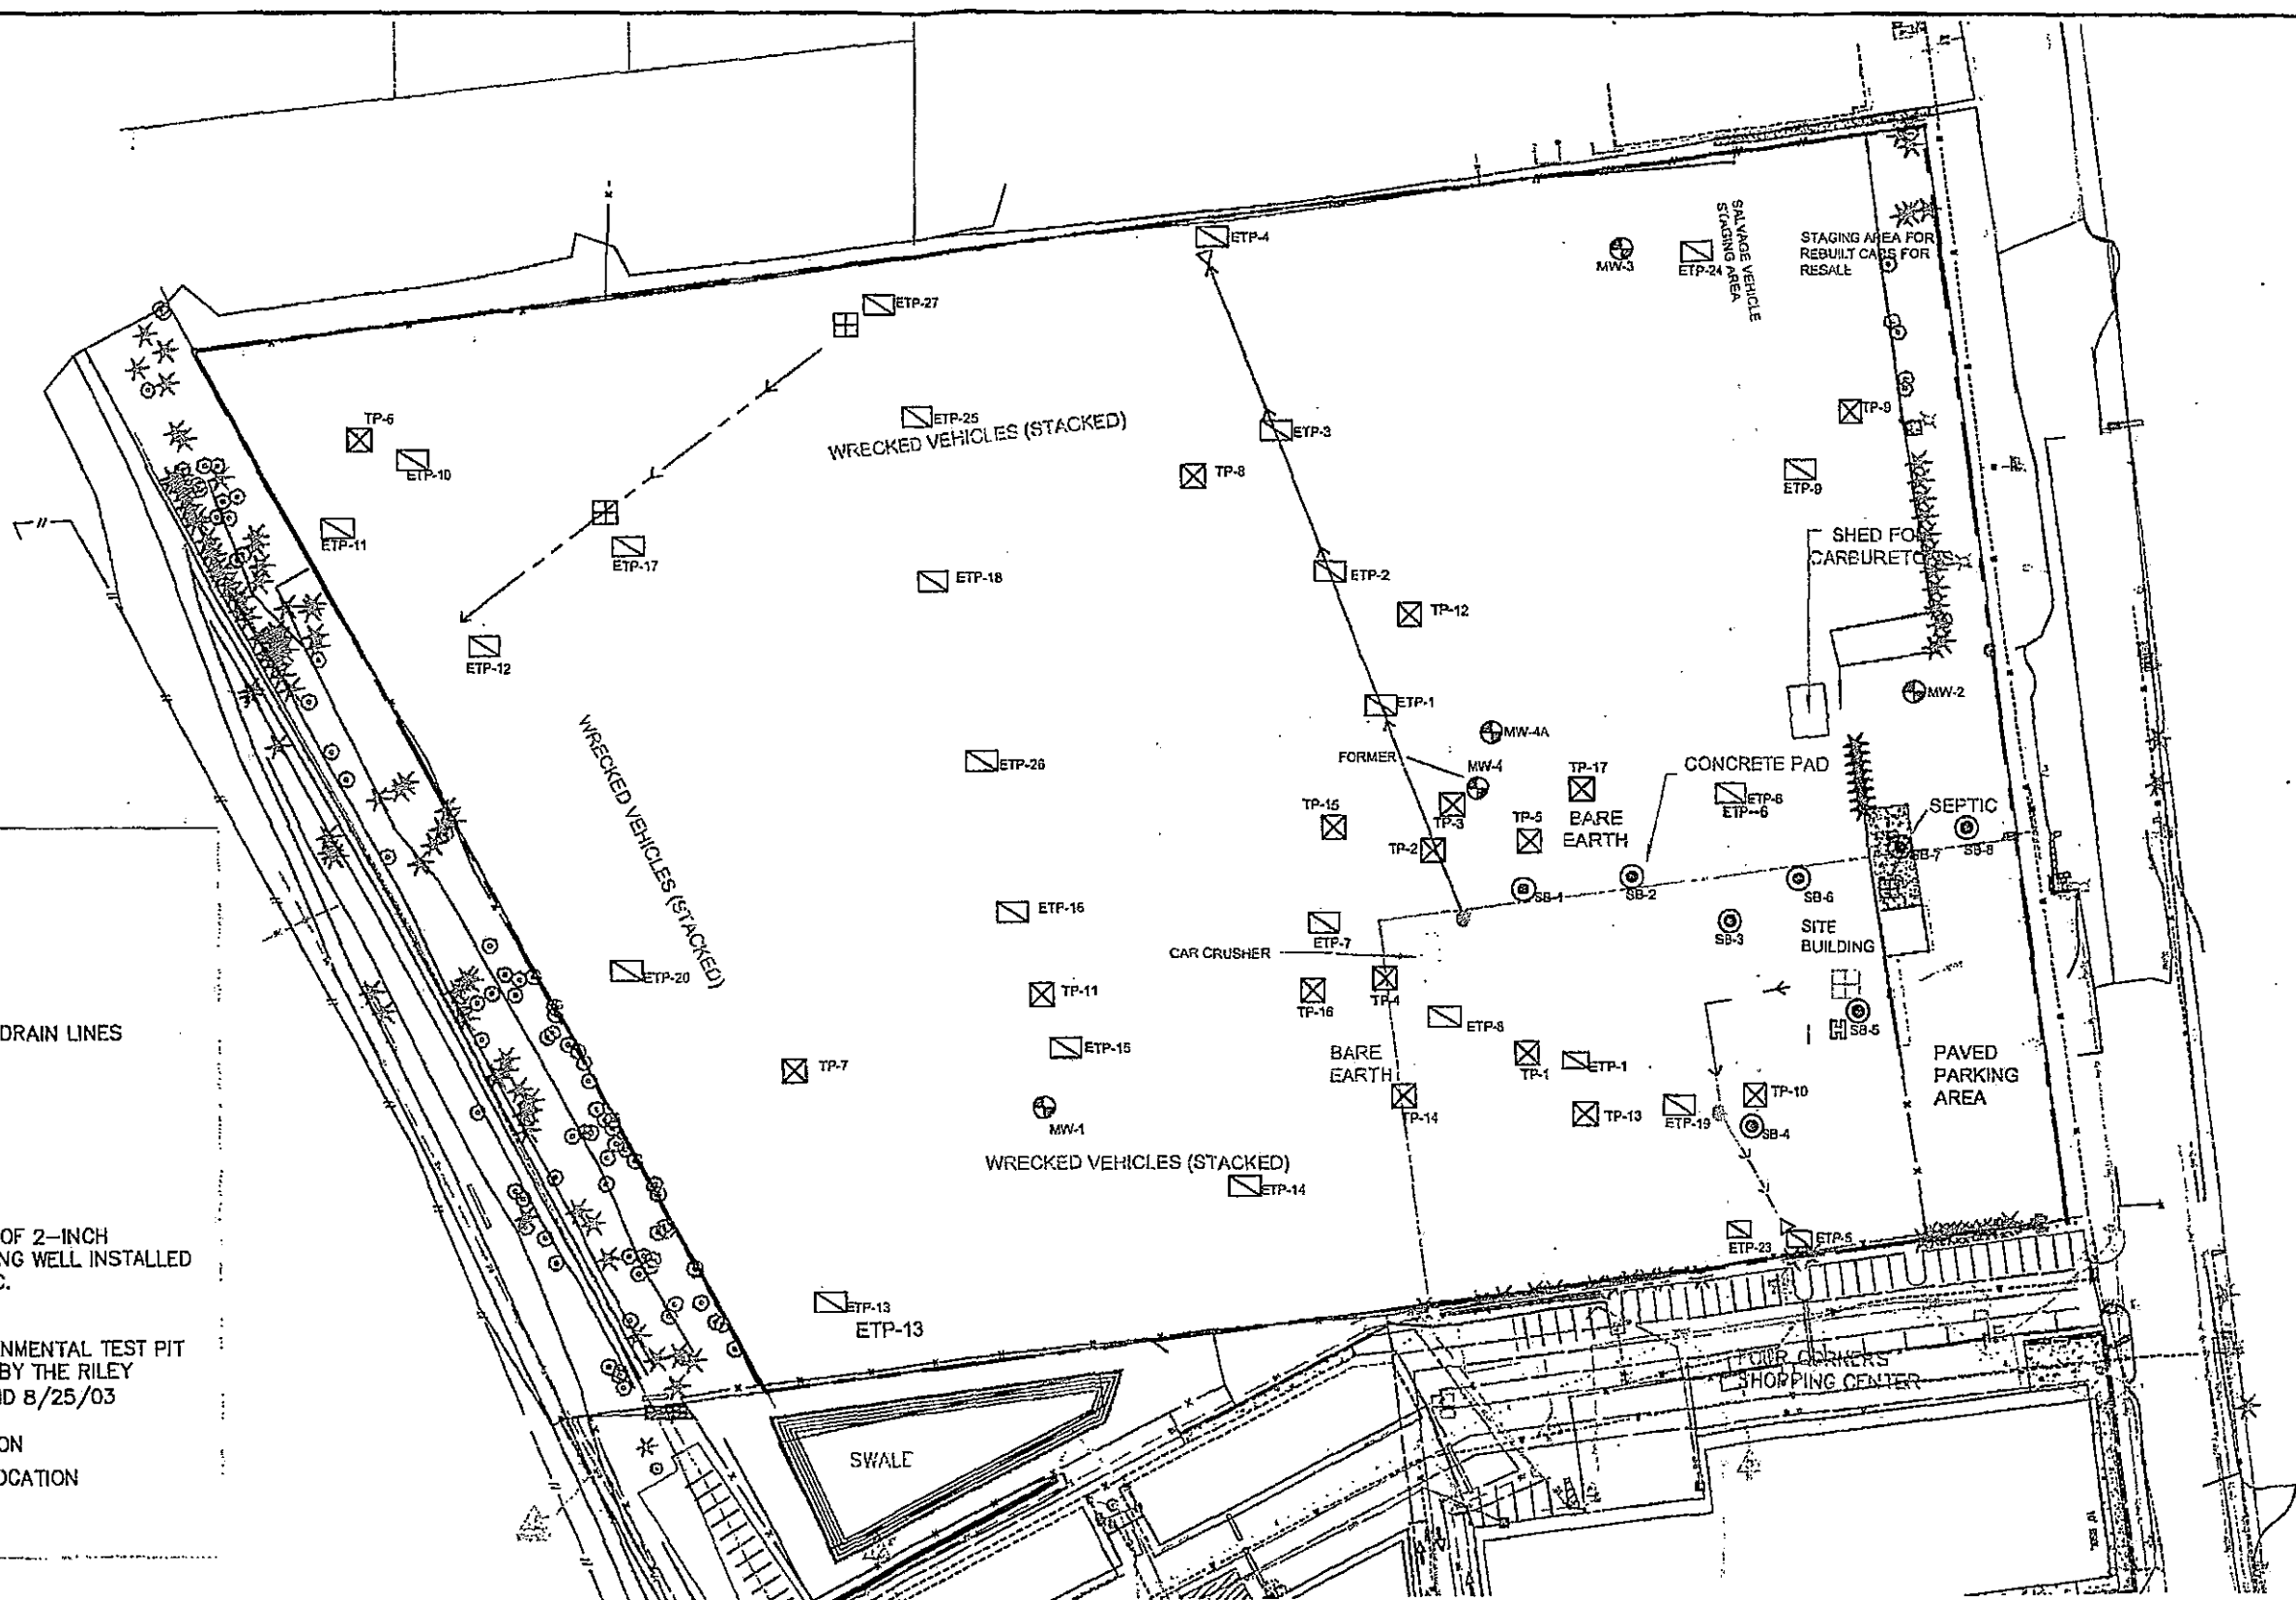 ETP-4
MW-3
ETP-24
SALVAGE VEHICLE
STAGING AREA
STAGING AREA FOR
REBUILT CARS FOR
RESALE
ETP-27
TP-6
ETP-25
WRECKED VEHICLES (STACKED)
ETP-3
TP-9
ETP-10
TP-8
ETP-9
ETP-11
SHED FOR
CARBURETORS
ETP-17
ETP-18
ETP-2
TP-12
ETP-12
MW-2
ETP-1
MW-4A
WRECKED VEHICLES (STACKED)
FORMER
MW-4
ETP-26
TP-17
CONCRETE PAD
ETP-6
ETP-6
SEPTIC
TP-15
TP-3
TP-5
BARE
EARTH
TP-2
SB-7
SB-8
SB-1
SB-2
SB-6
ETP-16
ETP-7
SB-3
SITE
BUILDING
CAR CRUSHER
ETP-20
TP-11
TP-16
TP-4
ETP-8
SB-5
DRAIN LINES
ETP-15
BARE
EARTH
TP-1
ETP-1
PAVED
PARKING
AREA
TP-7
TP-14
TP-13
ETP-19
TP-10
MW-1
SB-4
WRECKED VEHICLES (STACKED)
ETP-14
OF 2-INCH
NG WELL INSTALLED
C.
ETP-23
ETP-5
ETP-13
ETP-13
NMENTAL TEST PIT
BY THE RILEY
ND 8/25/03
FOUR CORNERS
SHOPPING CENTER
ON
OCATION
SWALE